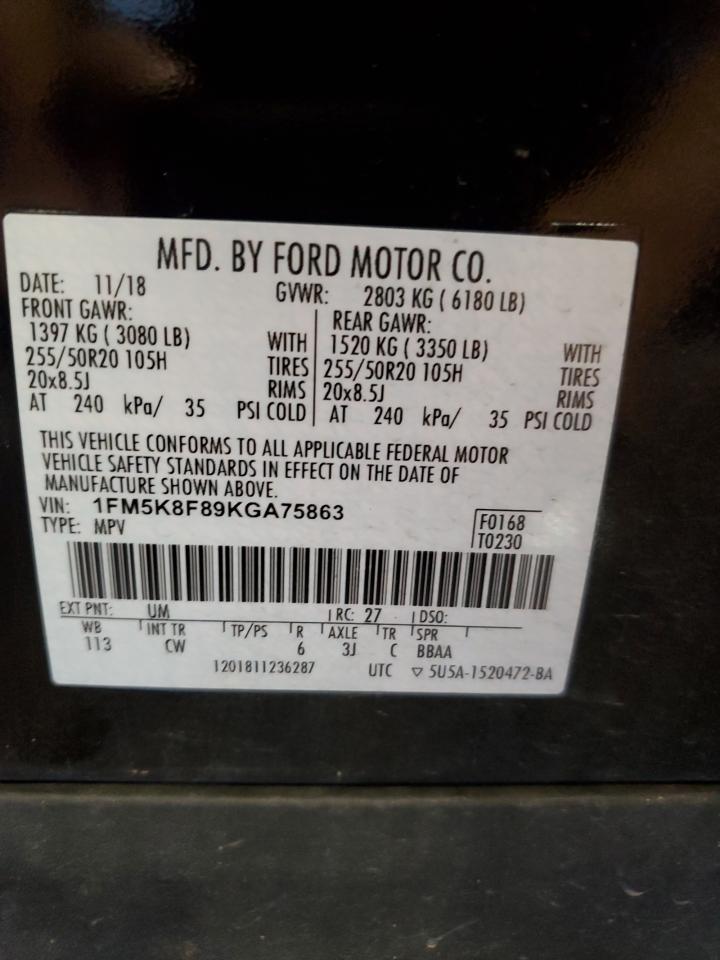 MFD. BY FORD MOTOR CO.
DATE: 11/18 GVWR: 2803 KG ( 6180 LB)
FRONT GAWR: REAR GAWR:
1397 KG ( 3080 LB) WITH 1520 KG ( 3350 LB) WITH
255/50R20 105H TIRES 255/50R20 105H TIRES
20x8.5J RIMS 20x8.5J RIMS
AT 240 kPa/ 35 PSI COLD AT 240 kPa/ 35 PSI COLD
THIS VEHICLE CONFORMS TO ALL APPLICABLE FEDERAL MOTOR
VEHICLE SAFETY STANDARDS IN EFFECT ON THE DATE OF
MANUFACTURE SHOWN ABOVE.
VIN: 1FM5K8F89KGA75863 F0168
TYPE: MPV T0230
EXT PNT: UM RC: 27 DSO:
WB INT TR TP/PS R AXLE TR SPR
113 CW 6 3J C BBAA
1201811236287 UTC ▽ 5U5A-1520472-BA